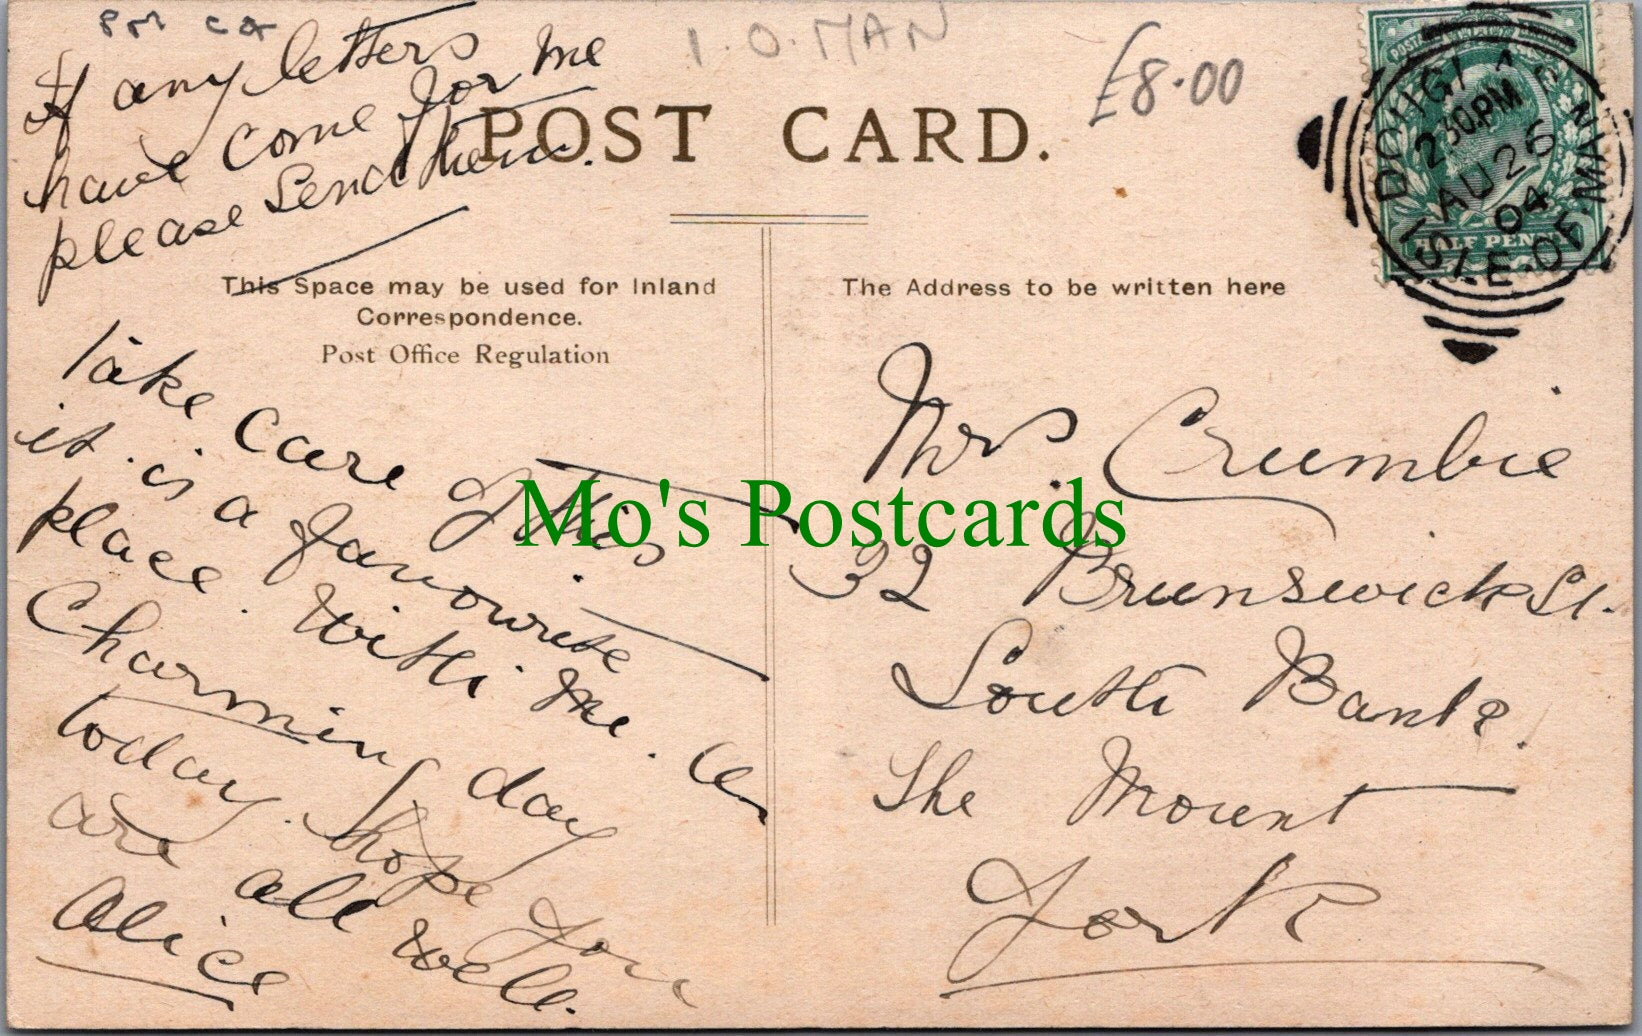 PM CA
I.O.MAN
£8.00
If any letters
have come for me
please send them.
POST CARD.
This Space may be used for Inland
Correspondence.
Post Office Regulation
The Address to be written here
DOUGLAS
2 30.PM
AU 26
04
ISLE-OF-MAN
HALF PENNY
Take care of this
it is a favourite
place. With me. A
Charming day
today. hope you
are all well.
Alice
Mrs. Crumbie
32 Brunswick St.
South Bank.
The Mount
York
Mo's Postcards